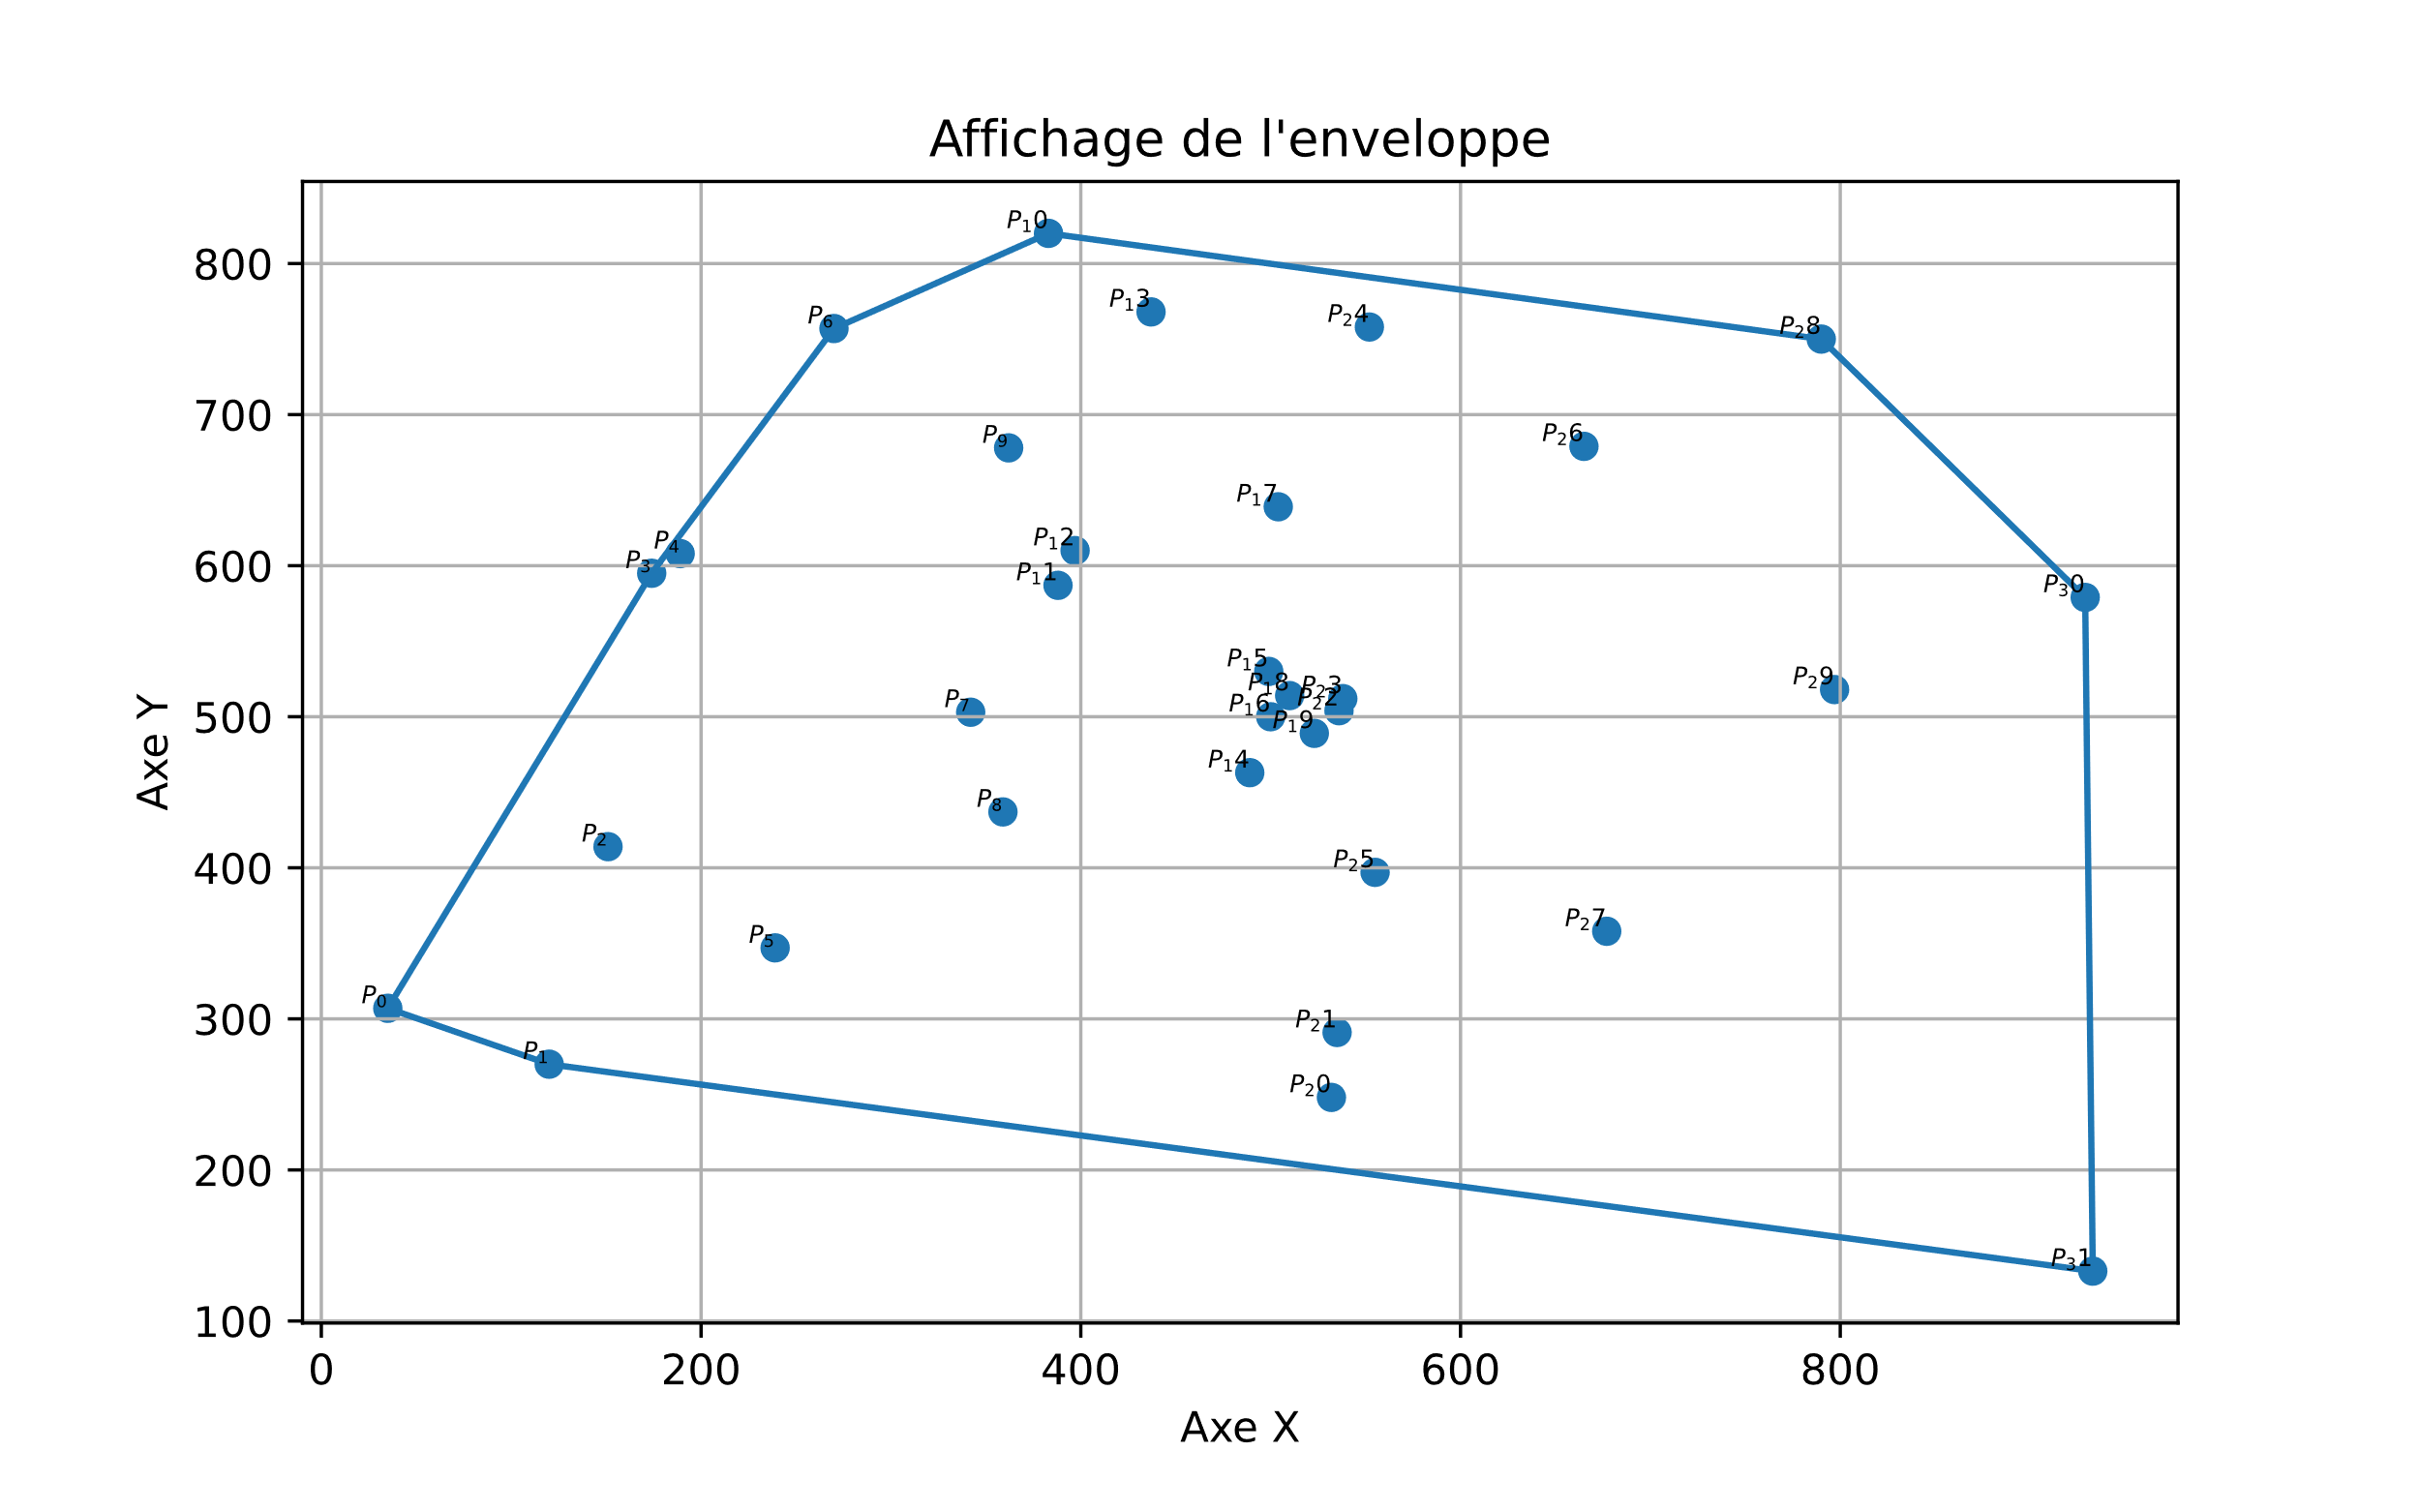 Affichage de l'enveloppe
Axe Y
800
700
600
500
400
300
200
100
P₁0
P₁3
P₂4
P₆
P₂8
P₉
P₂6
P₁7
P₄
P₁2
P₃
P₁1
P₃0
P₁5
P₁8
P₂3
P₂9
P₇
P₁6
P₂2
P₁9
P₁4
P₈
P₂
P₂5
P₅
P₂7
P₀
P₂1
P₁
P₂0
P₃1
0 200 400 600 800
Axe X